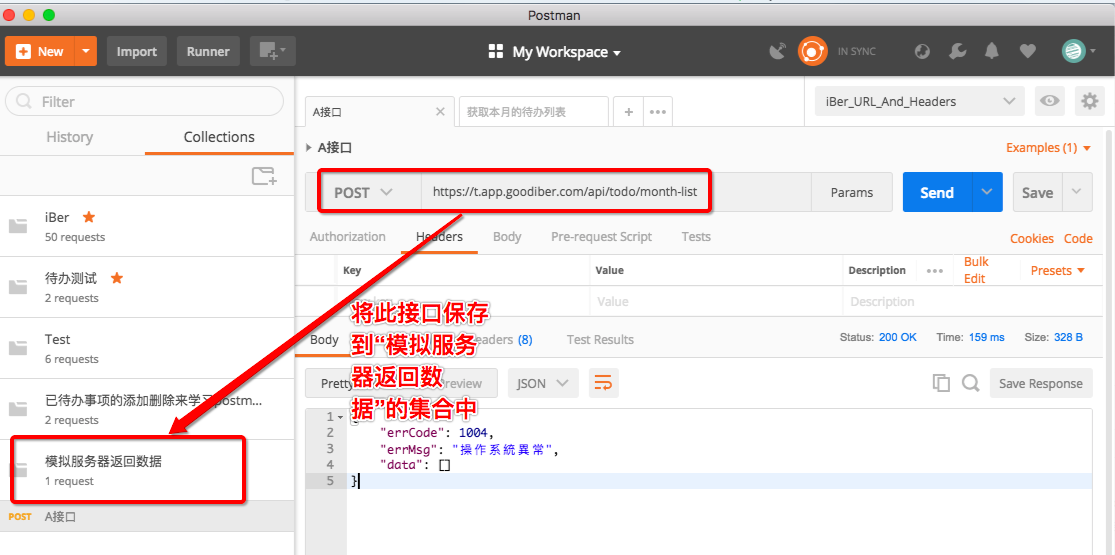 Postman
New
Import
Runner
My Workspace
IN SYNC
Filter
History
Collections
iBer
50 requests
待办测试
2 requests
Test
6 requests
已待办事项的添加删除来学习postm...
2 requests
模拟服务器返回数据
1 request
POST A接口
A接口
获取本月的待办列表
iBer_URL_And_Headers
A接口
Examples (1)
POST
https://t.app.goodiber.com/api/todo/month-list
Params
Send
Save
Authorization
Headers
Body
Pre-request Script
Tests
Cookies
Code
Key
Value
Description
Bulk
Edit
Presets
Value
Description
将此接口保存
到“模拟服务
器返回数
据”的集合中
Body
(8)
Test Results
Status: 200 OK
Time: 159 ms
Size: 328 B
Pretty
JSON
Save Response
1
2 "errCode": 1004,
3 "errMsg": "操作系統異常",
4 "data": []
5 }